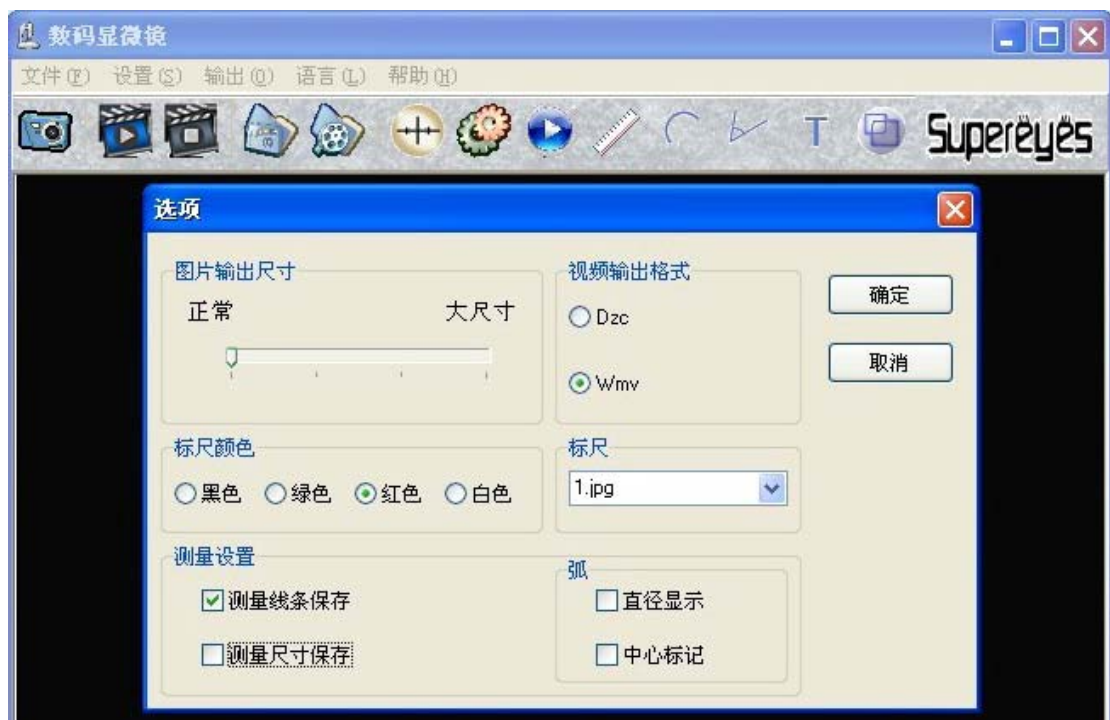 数码显微镜
文件(F) 设置(S) 输出(O) 语言(L) 帮助(H)
T Supereyes
选项
图片输出尺寸
正常 大尺寸
视频输出格式
Dzc
Wmv
确定
取消
标尺颜色
黑色 绿色 红色 白色
标尺
1.jpg
测量设置
测量线条保存
测量尺寸保存
弧
直径显示
中心标记